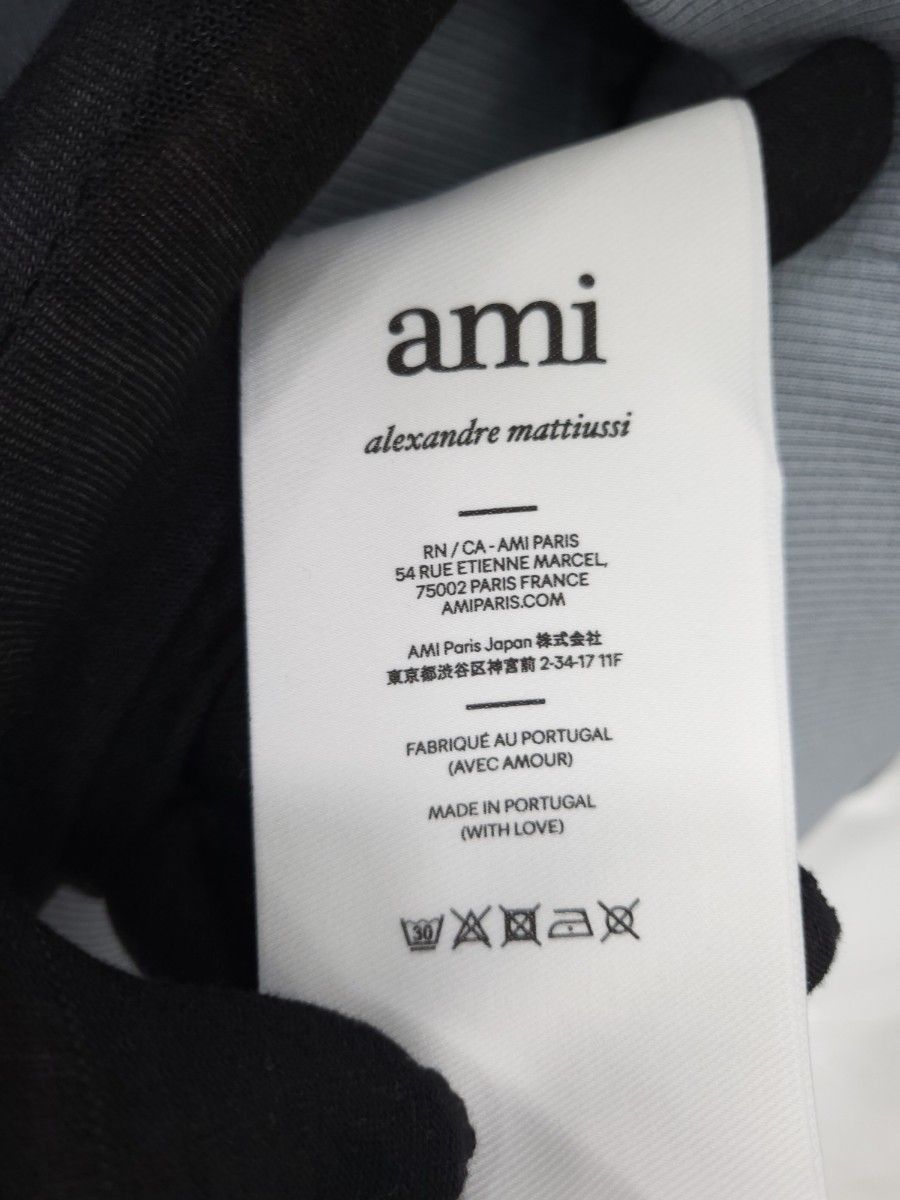 ami
alexandre mattiussi
RN / CA - AMI PARIS
54 RUE ETIENNE MARCEL,
75002 PARIS FRANCE
AMIPARIS.COM
AMI Paris Japan 株式会社
東京都渋谷区神宮前 2-34-17 11F
FABRIQUÉ AU PORTUGAL
(AVEC AMOUR)
MADE IN PORTUGAL
(WITH LOVE)
30